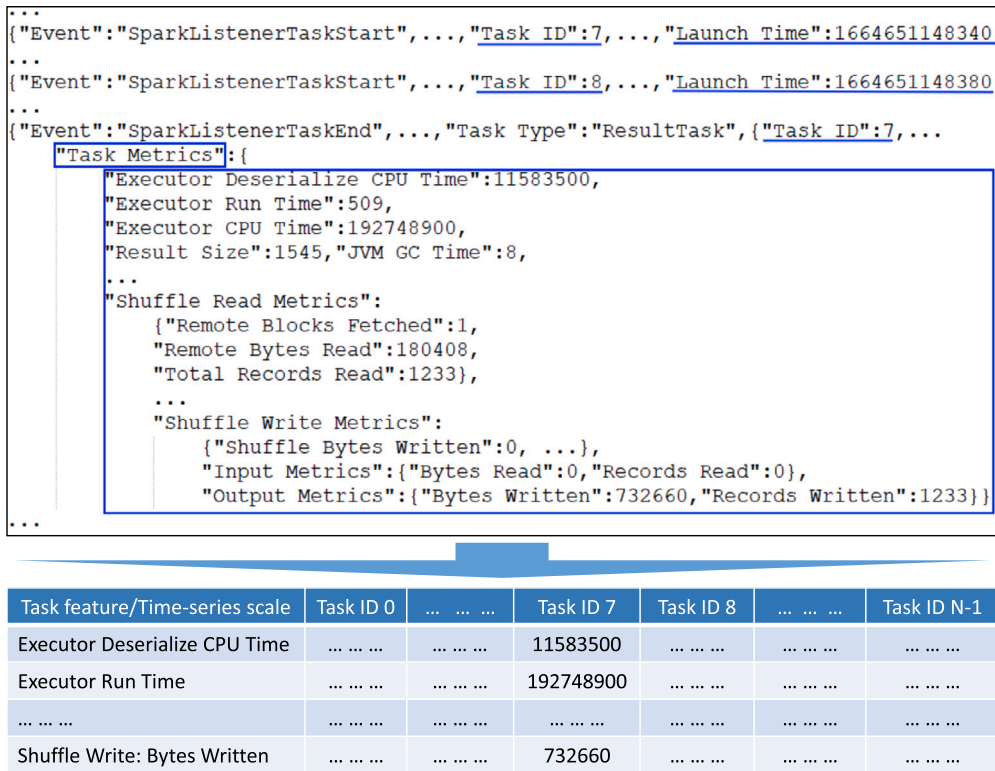 ...
{"Event":"SparkListenerTaskStart",...,"Task ID":7,...,"Launch Time":1664651148340
...
{"Event":"SparkListenerTaskStart",...,"Task ID":8,...,"Launch Time":1664651148380
...
{"Event":"SparkListenerTaskEnd",...,"Task Type":"ResultTask",{"Task ID":7,...
"Task Metrics":{
"Executor Deserialize CPU Time":11583500,
"Executor Run Time":509,
"Executor CPU Time":192748900,
"Result Size":1545,"JVM GC Time":8,
...
"Shuffle Read Metrics":
{"Remote Blocks Fetched":1,
"Remote Bytes Read":180408,
"Total Records Read":1233},
...
"Shuffle Write Metrics":
{"Shuffle Bytes Written":0, ...},
"Input Metrics":{"Bytes Read":0,"Records Read":0},
"Output Metrics":{"Bytes Written":732660,"Records Written":1233}}
...
Task feature/Time-series scale Task ID 0 ... ... ... Task ID 7 Task ID 8 ... ... ... Task ID N-1
Executor Deserialize CPU Time ... ... ... ... ... ... 11583500 ... ... ... ... ... ... ... ... ...
Executor Run Time ... ... ... ... ... ... 192748900 ... ... ... ... ... ... ... ... ...
... ... ... ... ... ... ... ... ... ... ... ... ... ... ... ... ... ... ... ... ...
Shuffle Write: Bytes Written ... ... ... ... ... ... 732660 ... ... ... ... ... ... ... ... ...